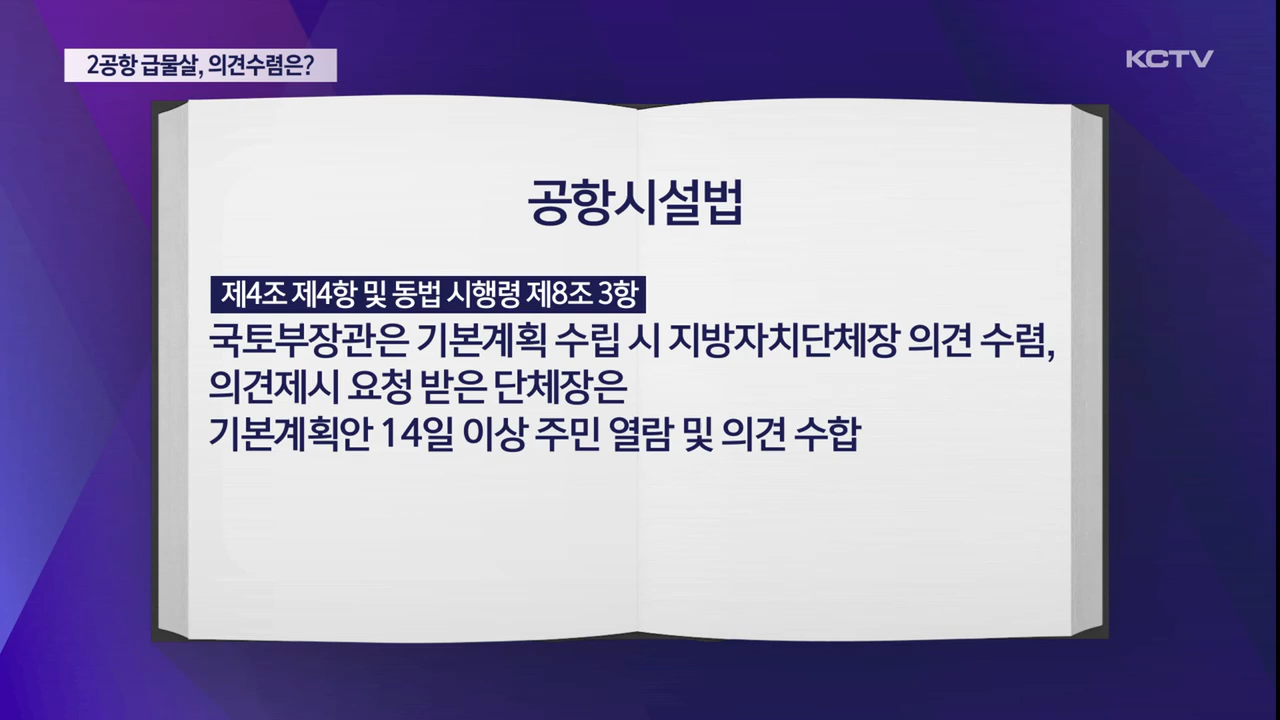 2공항 급물살, 의견수렴은?
KCTV
공항시설법
제4조 제4항 및 동법 시행령 제8조 3항
국토부장관은 기본계획 수립 시 지방자치단체장 의견 수렴,
의견제시 요청 받은 단체장은
기본계획안 14일 이상 주민 열람 및 의견 수합